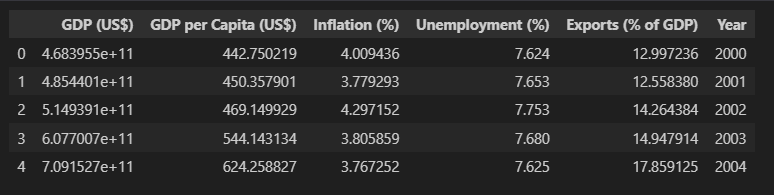 GDP (US$) GDP per Capita (US$) Inflation (%) Unemployment (%) Exports (% of GDP) Year
0 4.683955e+11 442.750219 4.009436 7.624 12.997236 2000
1 4.854401e+11 450.357901 3.779293 7.653 12.558380 2001
2 5.149391e+11 469.149929 4.297152 7.753 14.264384 2002
3 6.077007e+11 544.143134 3.805859 7.680 14.947914 2003
4 7.091527e+11 624.258827 3.767252 7.625 17.859125 2004